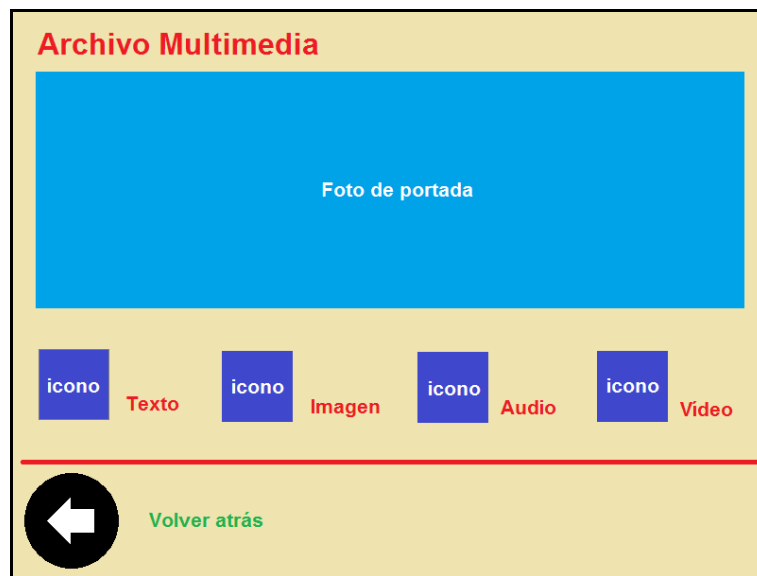 Archivo Multimedia
Foto de portada
icono Texto icono Imagen icono Audio icono Vídeo
Volver atrás